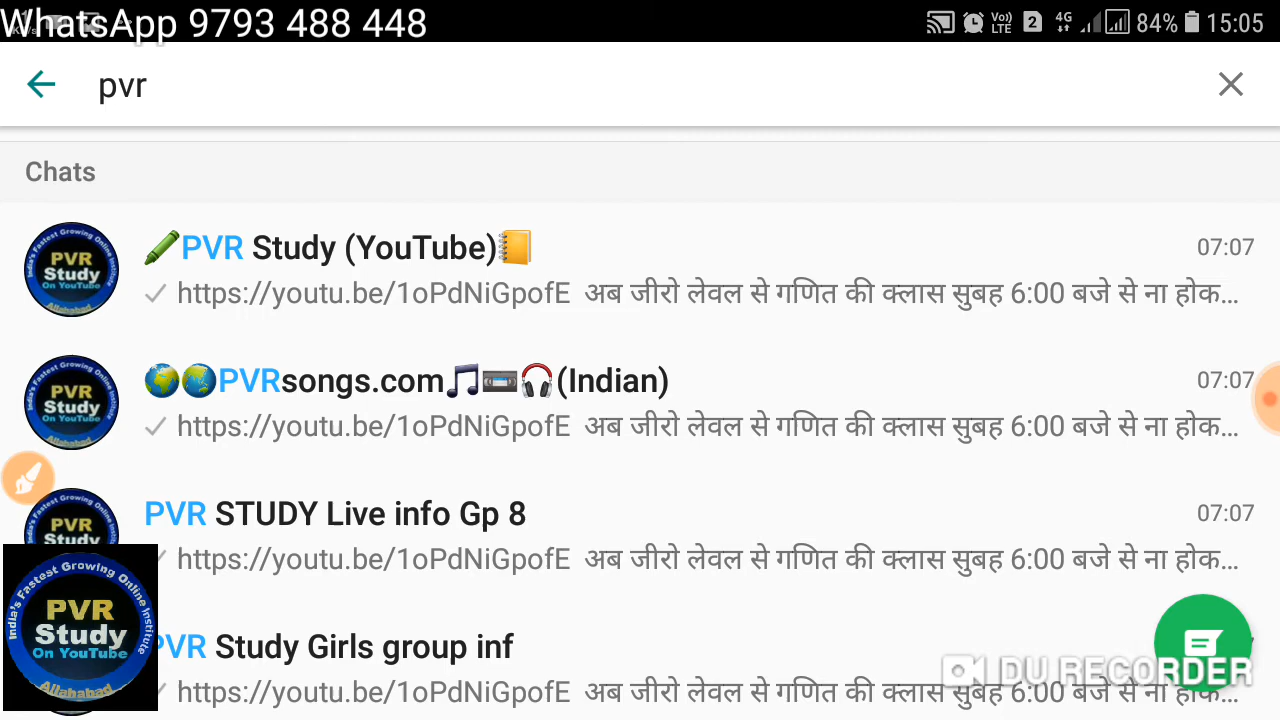 WhatsApp 9793 488 448
Vo)) LTE 2 4G 84% 15:05
pvr
Chats
PVR Study (YouTube) 07:07
https://youtu.be/1oPdNiGpofE अब जीरो लेवल से गणित की क्लास सुबह 6:00 बजे से ना होक...
PVRsongs.com (Indian) 07:07
https://youtu.be/1oPdNiGpofE अब जीरो लेवल से गणित की क्लास सुबह 6:00 बजे से ना होक...
PVR STUDY Live info Gp 8 07:07
https://youtu.be/1oPdNiGpofE अब जीरो लेवल से गणित की क्लास सुबह 6:00 बजे से ना होक...
PVR Study Girls group inf
https://youtu.be/1oPdNiGpofE अब जीरो लेवल से गणित की क्लास सुबह 6:00 बजे से ना होक...
India's Fastest Growing Online Institute
PVR
Study
On YouTube
Allahabad
DU RECORDER